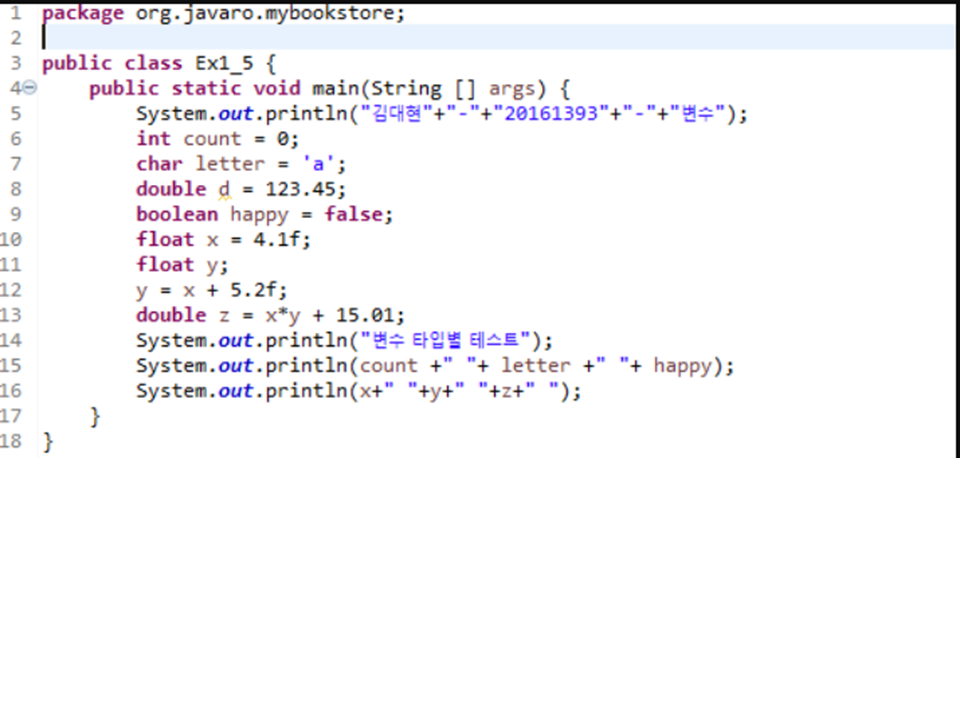 1 package org.javaro.mybookstore;
2
3 public class Ex1_5 {
4 public static void main(String [] args) {
5 System.out.println("김대현"+"-"+"20161393"+"-"+"변수");
6 int count = 0;
7 char letter = 'a';
8 double d = 123.45;
9 boolean happy = false;
10 float x = 4.1f;
11 float y;
12 y = x + 5.2f;
13 double z = x*y + 15.01;
14 System.out.println("변수 타입별 테스트");
15 System.out.println(count +" "+ letter +" "+ happy);
16 System.out.println(x+" "+y+" "+z+" ");
17 }
18 }